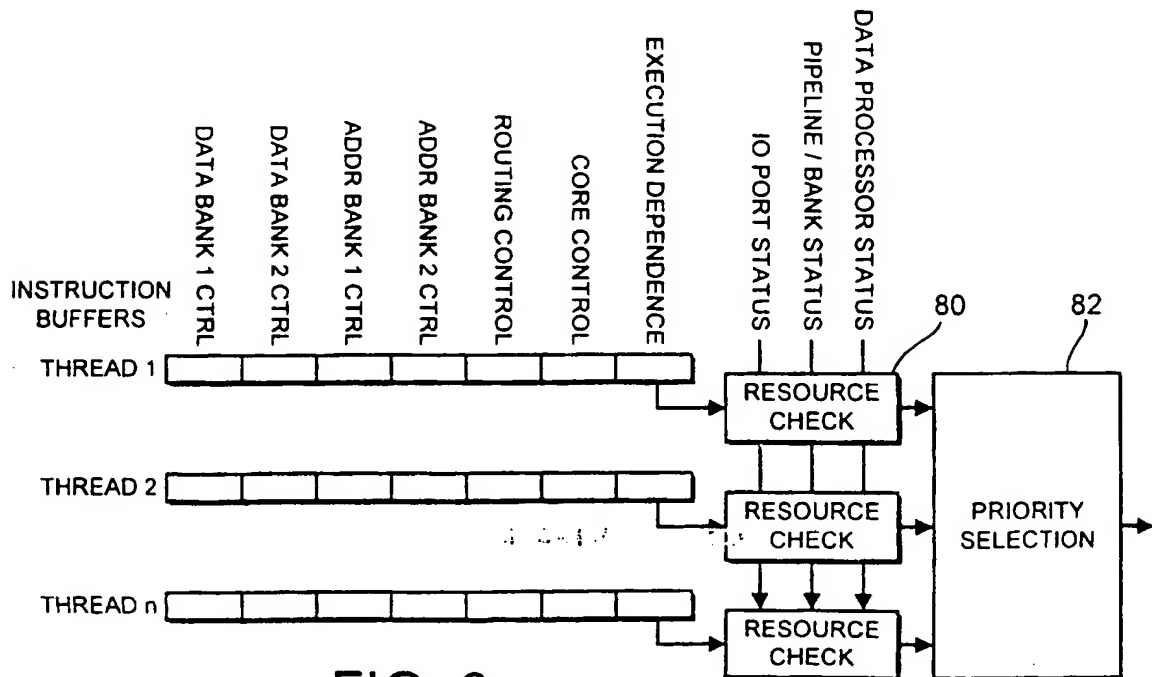 DATA BANK 1 CTRL
DATA BANK 2 CTRL
ADDR BANK 1 CTRL
ADDR BANK 2 CTRL
ROUTING CONTROL
CORE CONTROL
EXECUTION DEPENDENCE
IO PORT STATUS
PIPELINE / BANK STATUS
DATA PROCESSOR STATUS
INSTRUCTION
BUFFERS
80
82
THREAD 1
RESOURCE
CHECK
THREAD 2
RESOURCE
CHECK
PRIORITY
SELECTION
THREAD n
RESOURCE
CHECK